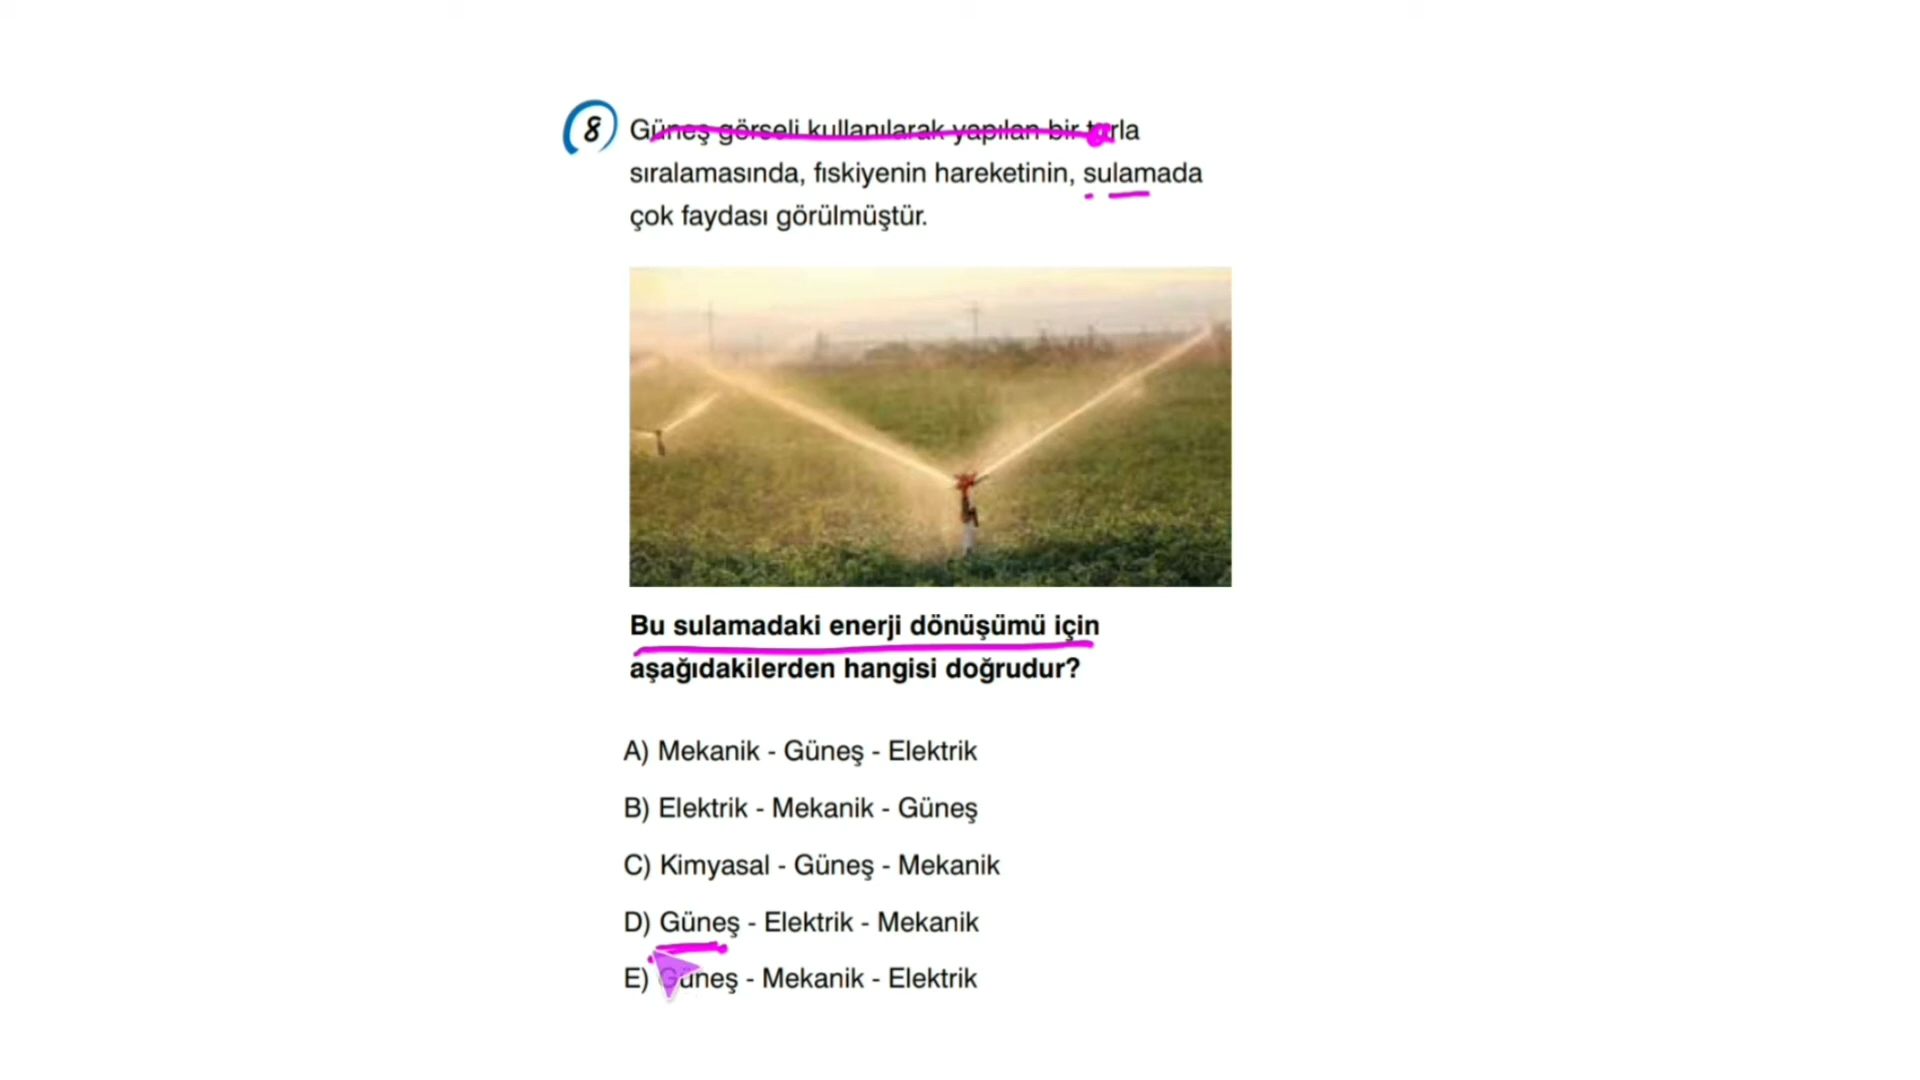 8 Güneş görseli kullanılarak yapılan bir tarla
sıralamasında, fıskiyenin hareketinin, sulamada
çok faydası görülmüştür.
Bu sulamadaki enerji dönüşümü için
aşağıdakilerden hangisi doğrudur?
A) Mekanik - Güneş - Elektrik
B) Elektrik - Mekanik - Güneş
C) Kimyasal - Güneş - Mekanik
D) Güneş - Elektrik - Mekanik
E) Güneş - Mekanik - Elektrik